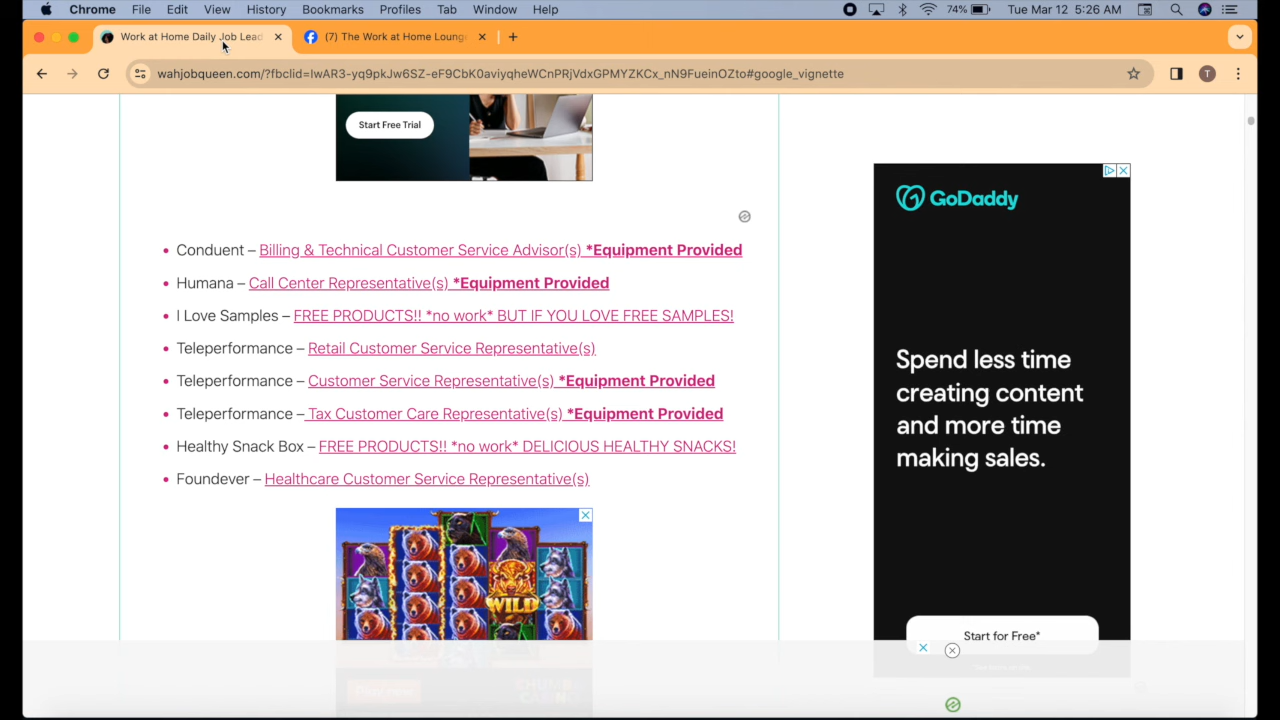 Chrome File Edit View History Bookmarks Profiles Tab Window Help 74% Tue Mar 12 5:26 AM
Work at Home Daily Job Lead (7) The Work at Home Lounge
wahjobqueen.com/?fbclid=IwAR3-yq9pkJw6SZ-eF9CbK0aviyqheWCnPRjVdxGPMYZKCx_nN9FueinOZto#google_vignette T
Start Free Trial
Conduent – Billing & Technical Customer Service Advisor(s) *Equipment Provided
Humana – Call Center Representative(s) *Equipment Provided
I Love Samples – FREE PRODUCTS!! *no work* BUT IF YOU LOVE FREE SAMPLES!
Teleperformance – Retail Customer Service Representative(s)
Teleperformance – Customer Service Representative(s) *Equipment Provided
Teleperformance – Tax Customer Care Representative(s) *Equipment Provided
Healthy Snack Box – FREE PRODUCTS!! *no work* DELICIOUS HEALTHY SNACKS!
Foundever – Healthcare Customer Service Representative(s)
WILD
GoDaddy
Spend less time
creating content
and more time
making sales.
Start for Free*